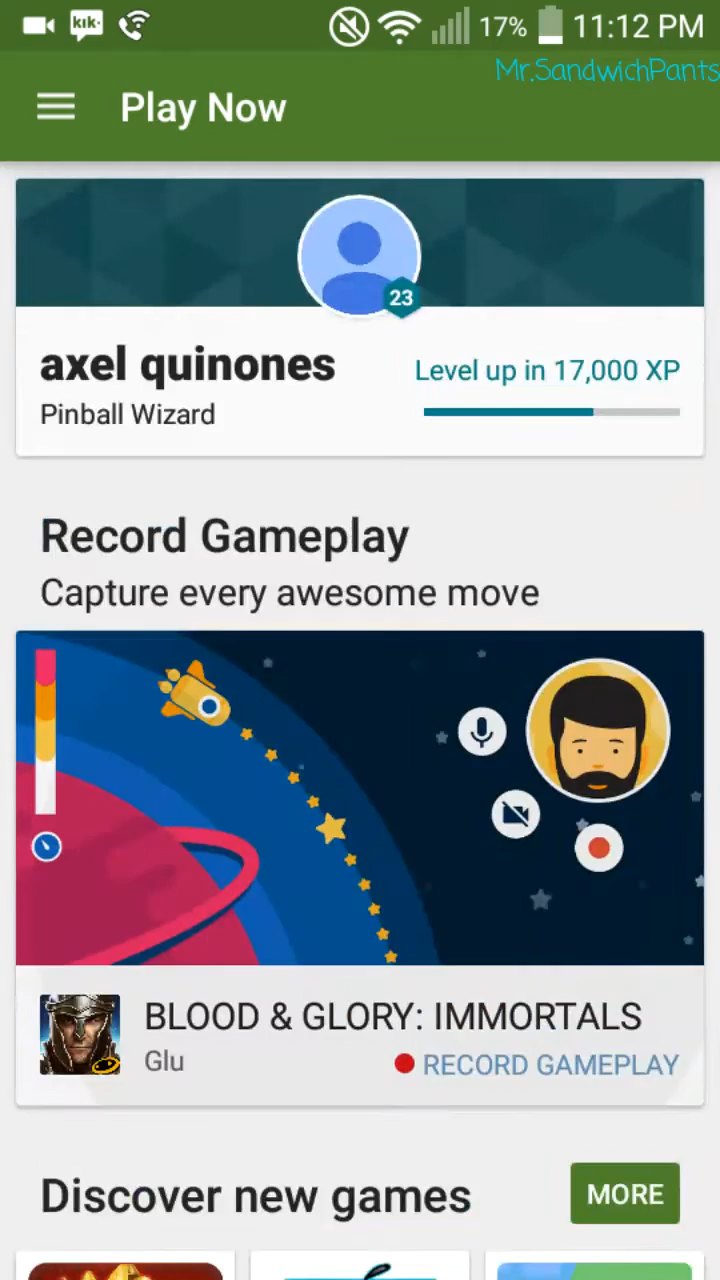 kik·
17%
11:12 PM
Mr.SandwichPants
Play Now
23
axel quinones
Level up in 17,000 XP
Pinball Wizard
Record Gameplay
Capture every awesome move
BLOOD & GLORY: IMMORTALS
Glu
RECORD GAMEPLAY
Discover new games
MORE